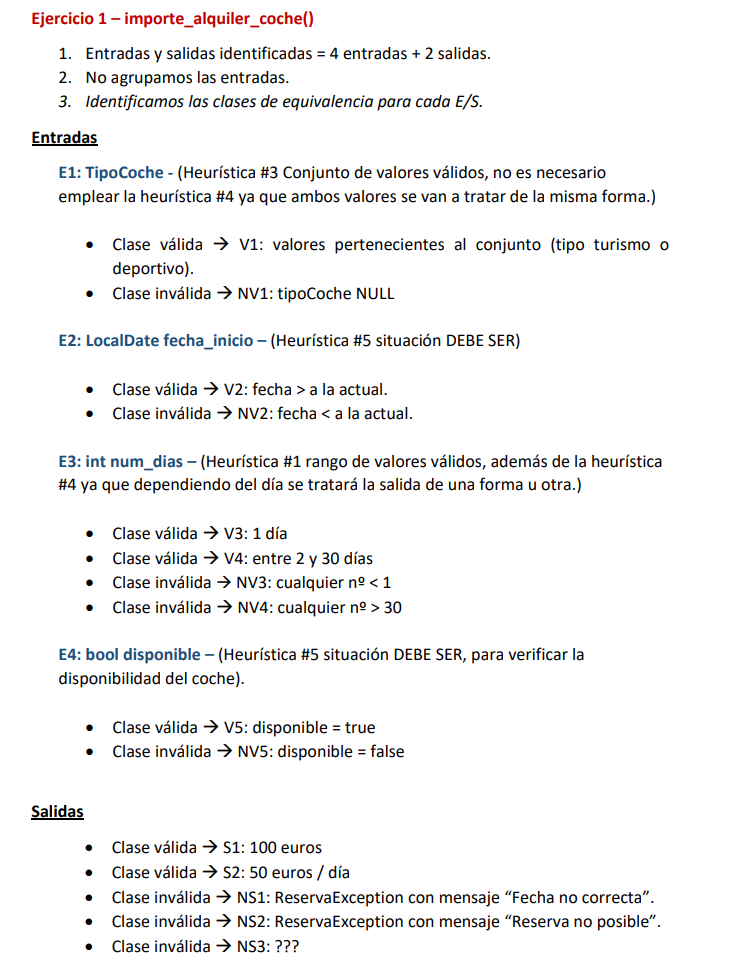 Ejercicio 1 – importe_alquiler_coche()
1. Entradas y salidas identificadas = 4 entradas + 2 salidas.
2. No agrupamos las entradas.
3. Identificamos las clases de equivalencia para cada E/S.
Entradas
E1: TipoCoche - (Heurística #3 Conjunto de valores válidos, no es necesario
emplear la heurística #4 ya que ambos valores se van a tratar de la misma forma.)
• Clase válida → V1: valores pertenecientes al conjunto (tipo turismo o
deportivo).
• Clase inválida → NV1: tipoCoche NULL
E2: LocalDate fecha_inicio – (Heurística #5 situación DEBE SER)
• Clase válida → V2: fecha > a la actual.
• Clase inválida → NV2: fecha < a la actual.
E3: int num_dias – (Heurística #1 rango de valores válidos, además de la heurística
#4 ya que dependiendo del día se tratará la salida de una forma u otra.)
• Clase válida → V3: 1 día
• Clase válida → V4: entre 2 y 30 días
• Clase inválida → NV3: cualquier nº < 1
• Clase inválida → NV4: cualquier nº > 30
E4: bool disponible – (Heurística #5 situación DEBE SER, para verificar la
disponibilidad del coche).
• Clase válida → V5: disponible = true
• Clase inválida → NV5: disponible = false
Salidas
• Clase válida → S1: 100 euros
• Clase válida → S2: 50 euros / día
• Clase inválida → NS1: ReservaException con mensaje “Fecha no correcta”.
• Clase inválida → NS2: ReservaException con mensaje “Reserva no posible”.
• Clase inválida → NS3: ???